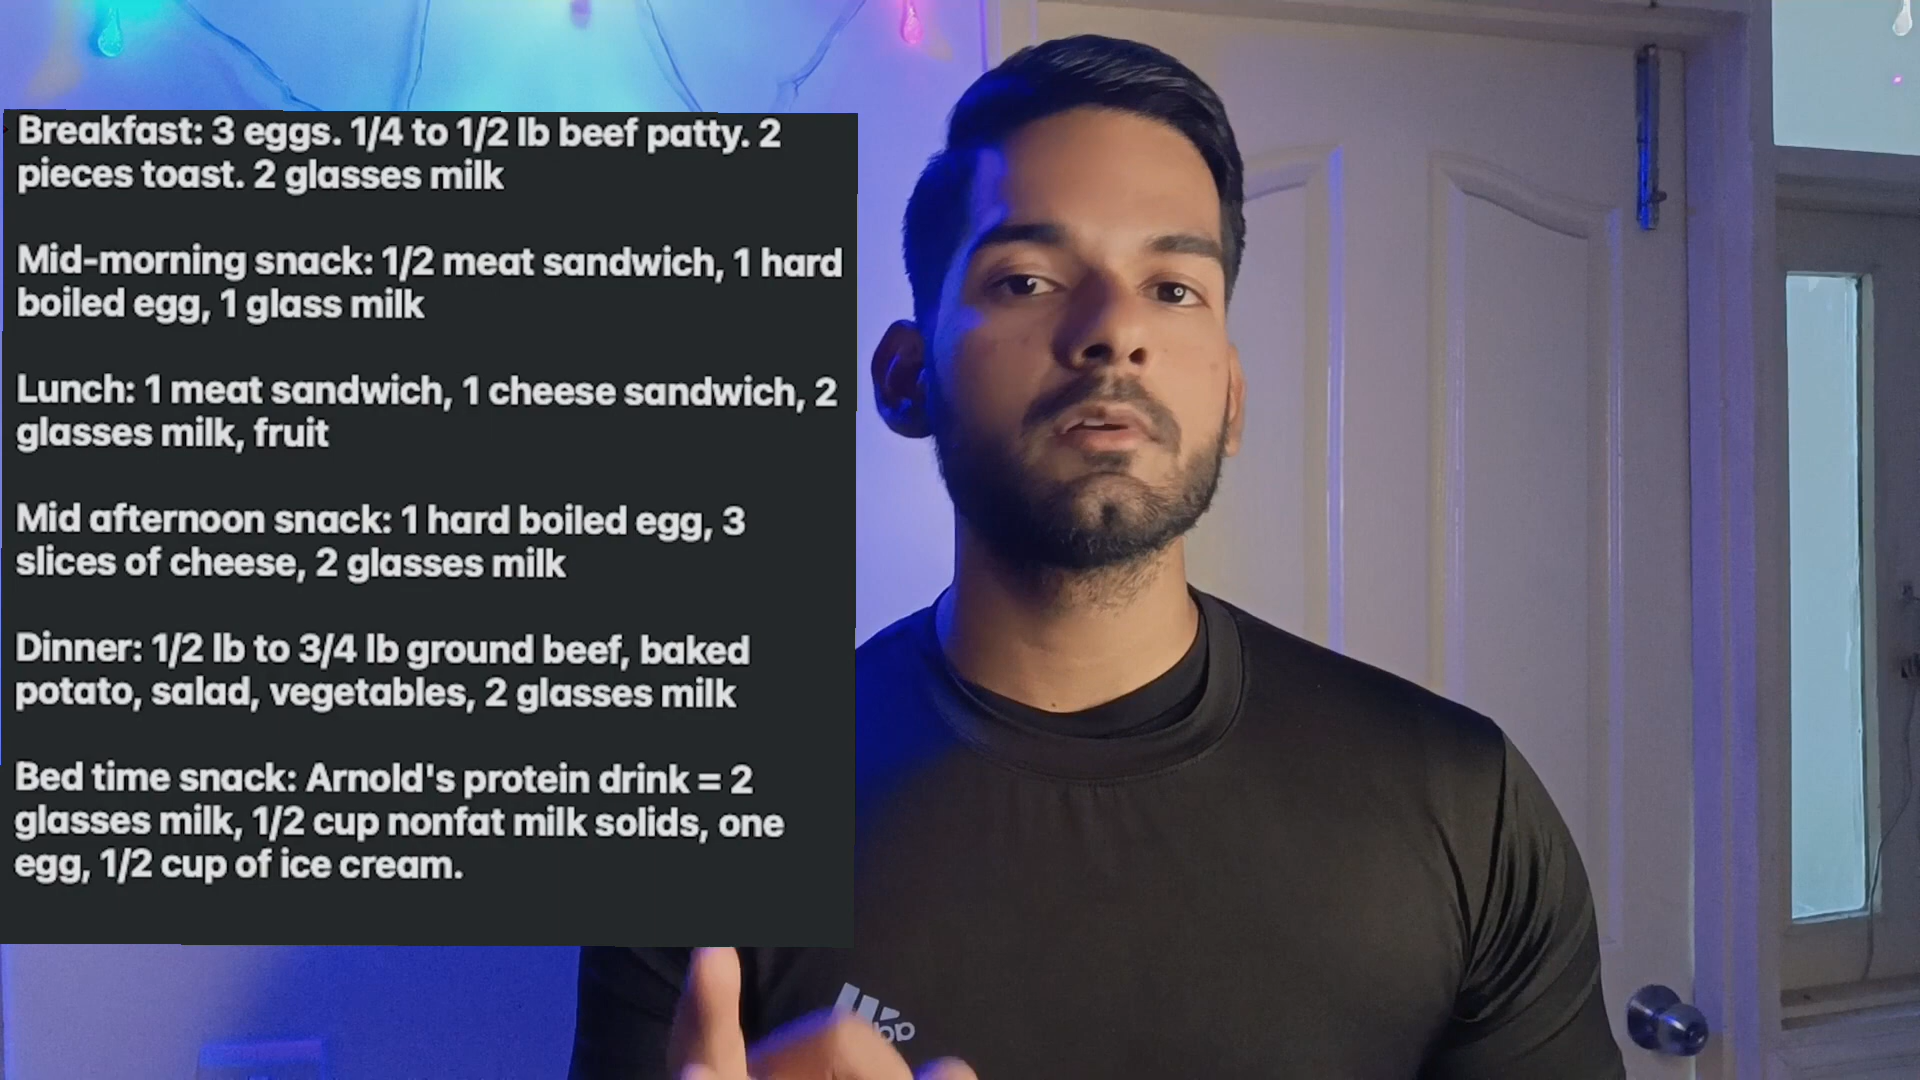 Breakfast: 3 eggs. 1/4 to 1/2 lb beef patty. 2
pieces toast. 2 glasses milk
Mid-morning snack: 1/2 meat sandwich, 1 hard
boiled egg, 1 glass milk
Lunch: 1 meat sandwich, 1 cheese sandwich, 2
glasses milk, fruit
Mid afternoon snack: 1 hard boiled egg, 3
slices of cheese, 2 glasses milk
Dinner: 1/2 lb to 3/4 lb ground beef, baked
potato, salad, vegetables, 2 glasses milk
Bed time snack: Arnold's protein drink = 2
glasses milk, 1/2 cup nonfat milk solids, one
egg, 1/2 cup of ice cream.